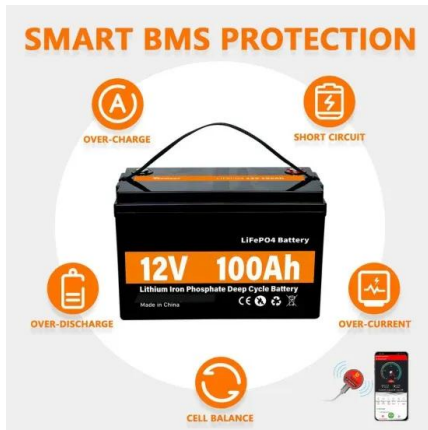 SMART BMS PROTECTION
A
OVER-CHARGE
SHORT CIRCUIT
LiFePO4 Battery
12V 100Ah
Lithium Iron Phosphate Deep Cycle Battery
Made in China
CE
OVER-DISCHARGE
OVER-CURRENT
CELL BALANCE